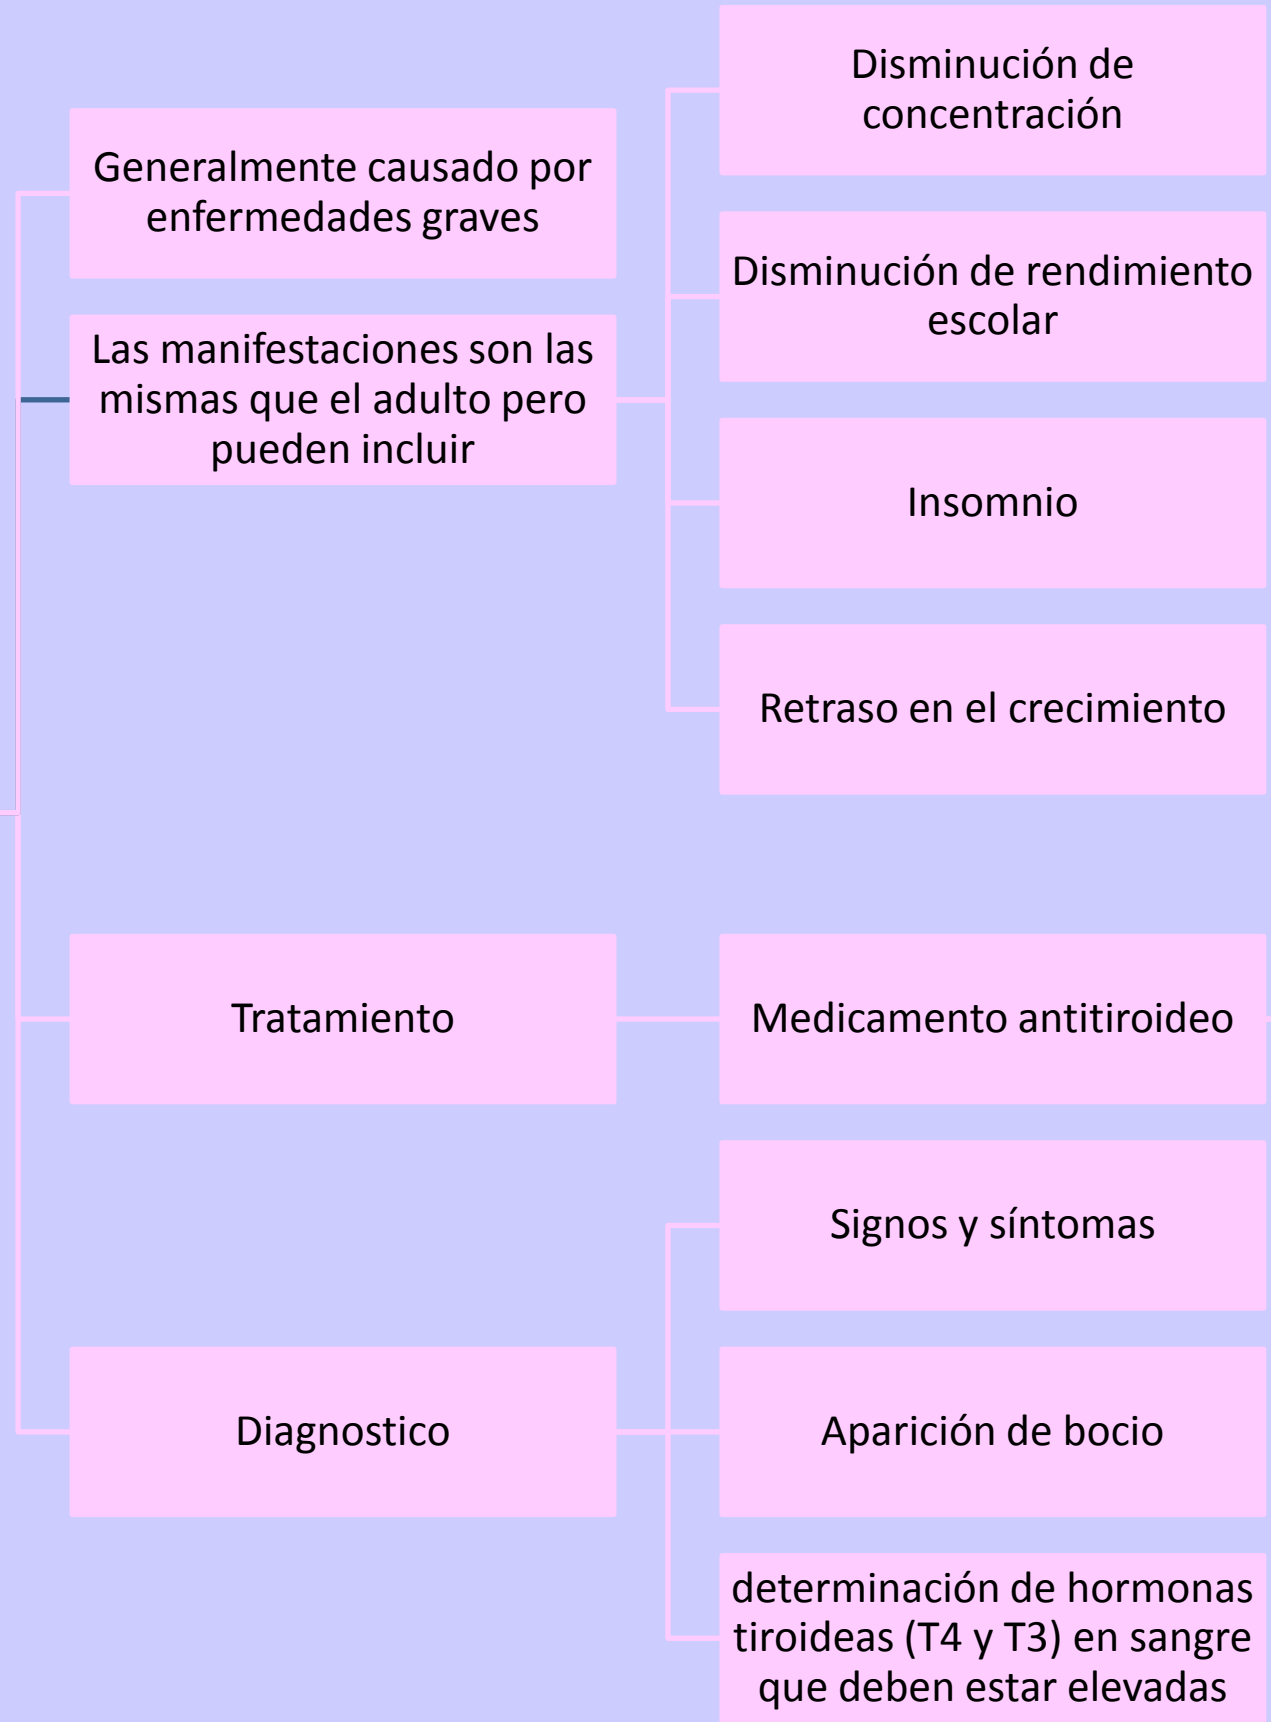 Generalmente causado por
enfermedades graves
Las manifestaciones son las
mismas que el adulto pero
pueden incluir
Disminución de
concentración
Disminución de rendimiento
escolar
Insomnio
Retraso en el crecimiento
Tratamiento
Medicamento antitiroideo
Diagnostico
Signos y síntomas
Aparición de bocio
determinación de hormonas
tiroideas (T4 y T3) en sangre
que deben estar elevadas